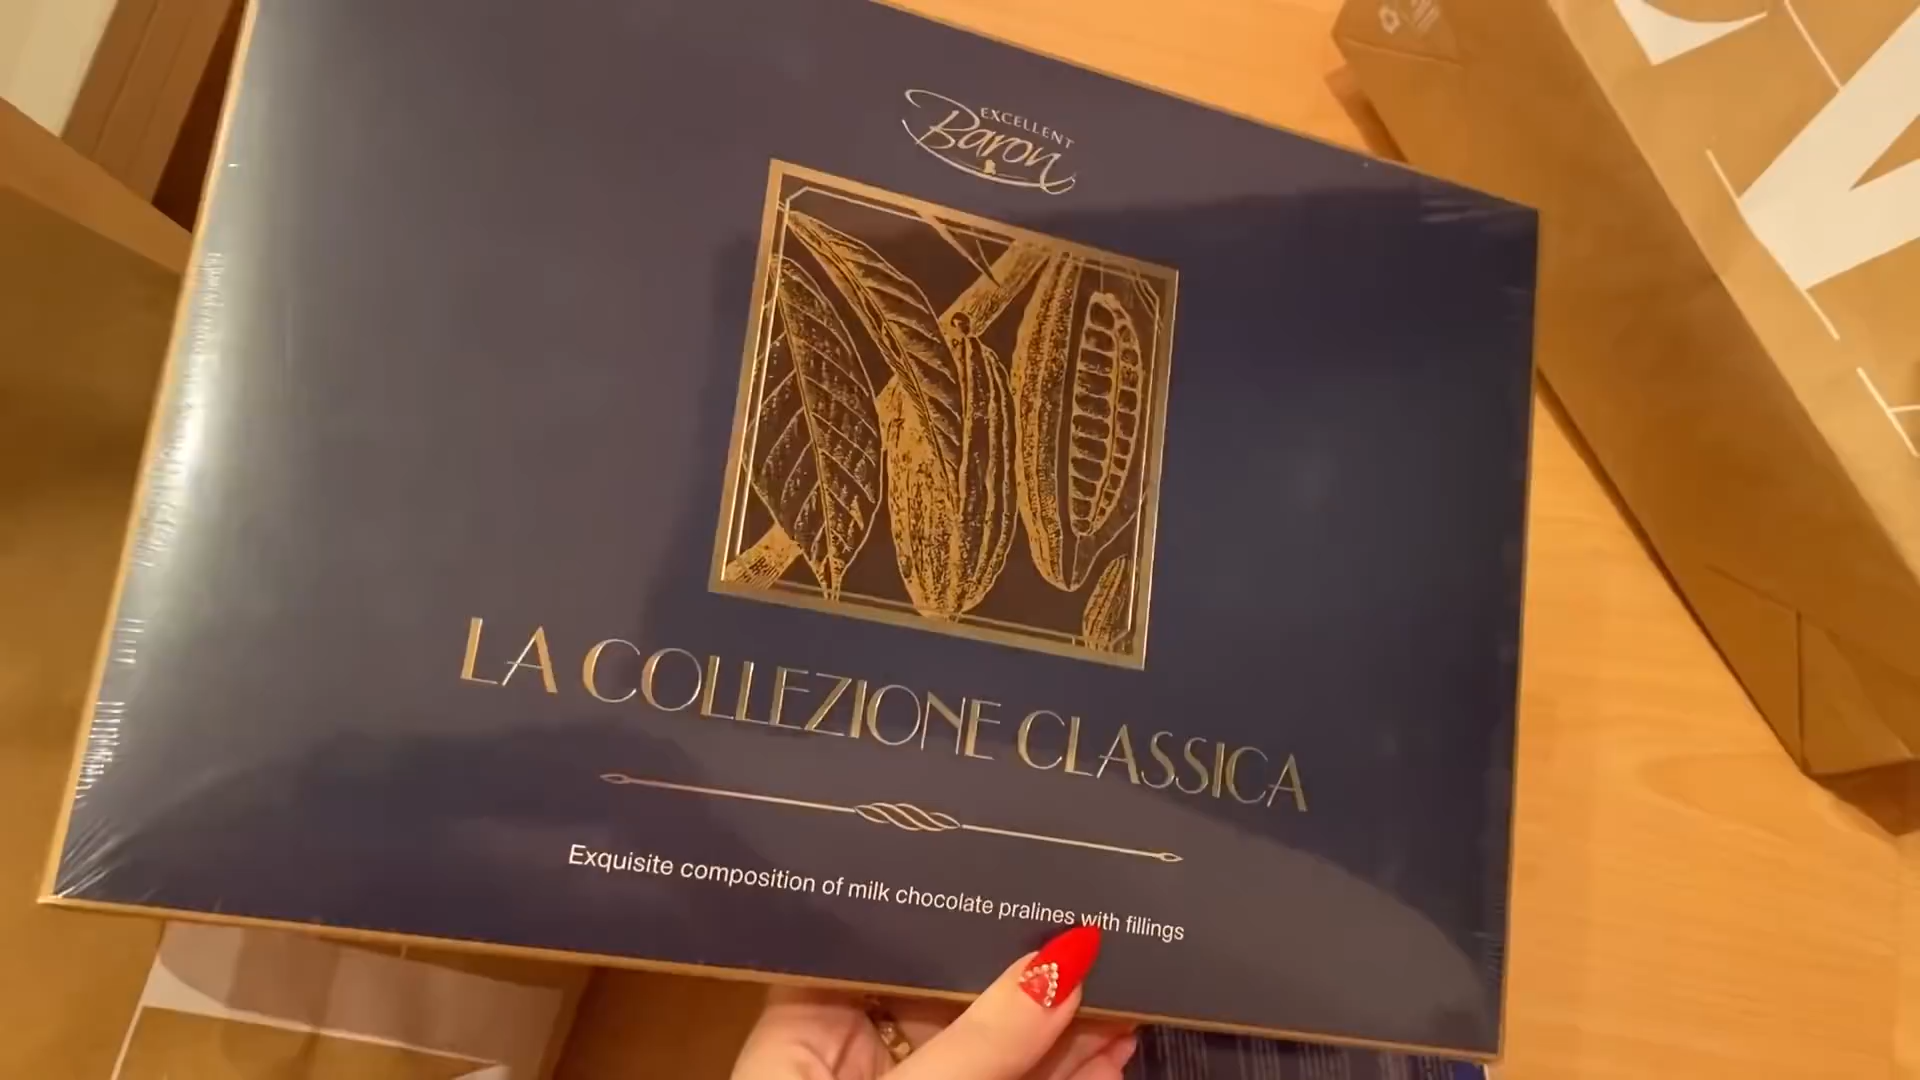 EXCELLENT
Baron
LA COLLEZIONE CLASSICA
Exquisite composition of milk chocolate pralines with fillings